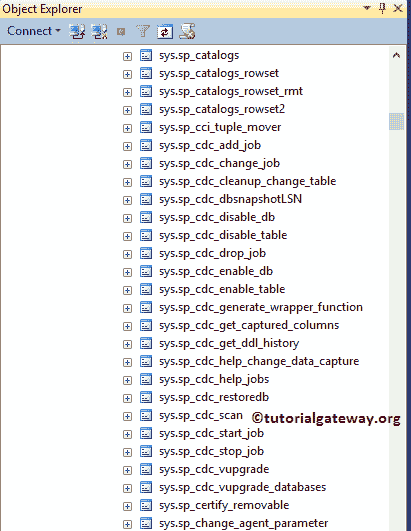 Object Explorer
Connect
sys.sp_catalogs
sys.sp_catalogs_rowset
sys.sp_catalogs_rowset_rmt
sys.sp_catalogs_rowset2
sys.sp_cci_tuple_mover
sys.sp_cdc_add_job
sys.sp_cdc_change_job
sys.sp_cdc_cleanup_change_table
sys.sp_cdc_dbsnapshotLSN
sys.sp_cdc_disable_db
sys.sp_cdc_disable_table
sys.sp_cdc_drop_job
sys.sp_cdc_enable_db
sys.sp_cdc_enable_table
sys.sp_cdc_generate_wrapper_function
sys.sp_cdc_get_captured_columns
sys.sp_cdc_get_ddl_history
sys.sp_cdc_help_change_data_capture
sys.sp_cdc_help_jobs
sys.sp_cdc_restoredb
sys.sp_cdc_scan
©tutorialgateway.org
sys.sp_cdc_start_job
sys.sp_cdc_stop_job
sys.sp_cdc_vupgrade
sys.sp_cdc_vupgrade_databases
sys.sp_certify_removable
sys.sp_change_agent_parameter